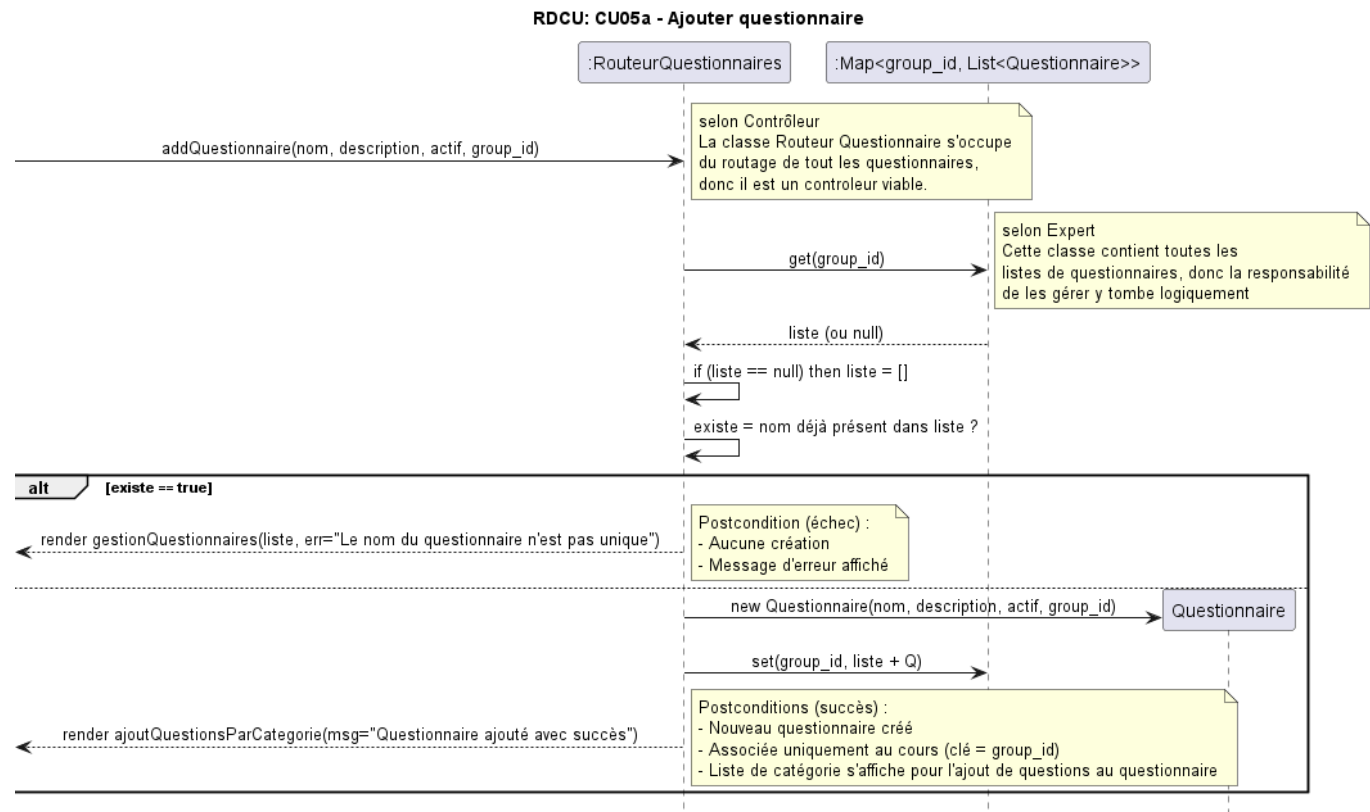 RDCU: CU05a - Ajouter questionnaire
:RouteurQuestionnaires
:Map<group_id, List<Questionnaire>>
addQuestionnaire(nom, description, actif, group_id)
selon Contrôleur
La classe Routeur Questionnaire s'occupe
du routage de tout les questionnaires,
donc il est un controleur viable.
get(group_id)
selon Expert
Cette classe contient toutes les
listes de questionnaires, donc la responsabilité
de les gérer y tombe logiquement
liste (ou null)
if (liste == null) then liste = []
existe = nom déjà présent dans liste ?
alt
[existe == true]
render gestionQuestionnaires(liste, err="Le nom du questionnaire n'est pas unique")
Postcondition (échec) :
- Aucune création
- Message d'erreur affiché
new Questionnaire(nom, description, actif, group_id)
Questionnaire
set(group_id, liste + Q)
render ajoutQuestionsParCategorie(msg="Questionnaire ajouté avec succès")
Postconditions (succès) :
- Nouveau questionnaire créé
- Associée uniquement au cours (clé = group_id)
- Liste de catégorie s'affiche pour l'ajout de questions au questionnaire